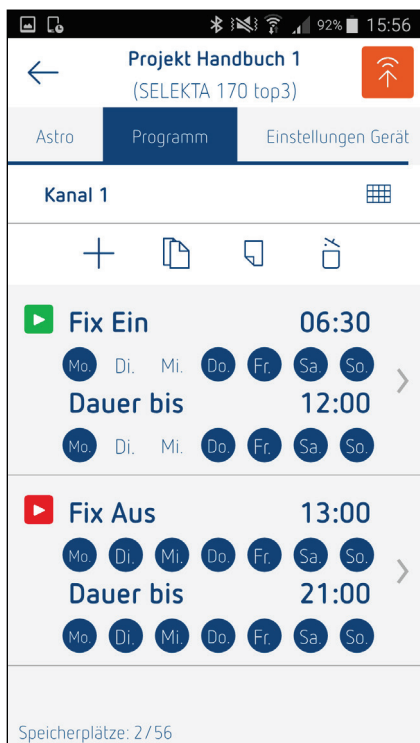 92% 15:56
Projekt Handbuch 1
(SELEKTA 170 top3)
Astro Programm Einstellungen Gerät
Kanal 1
Fix Ein 06:30
Mo. Di. Mi. Do. Fr. Sa. So.
Dauer bis 12:00
Mo. Di. Mi. Do. Fr. Sa. So.
Fix Aus 13:00
Mo. Di. Mi. Do. Fr. Sa. So.
Dauer bis 21:00
Mo. Di. Mi. Do. Fr. Sa. So.
Speicherplätze: 2/56